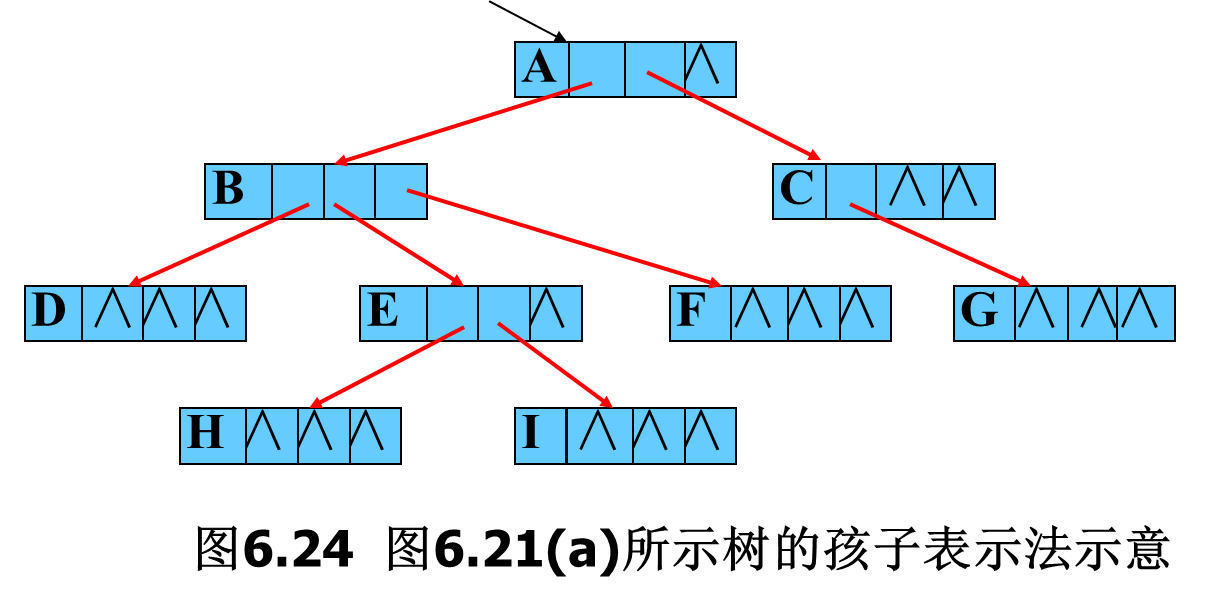 A ∧
B
C ∧ ∧
D ∧ ∧ ∧
E ∧
F ∧ ∧ ∧
G ∧ ∧ ∧
H ∧ ∧ ∧
I ∧ ∧ ∧
图6.24 图6.21(a)所示树的孩子表示法示意